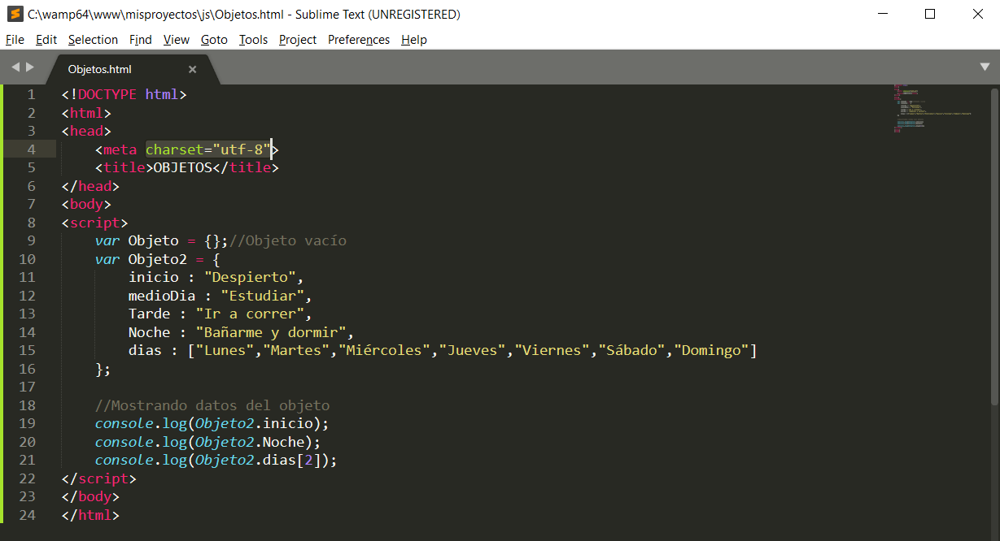 C:\wamp64\www\misproyectos\js\Objetos.html - Sublime Text (UNREGISTERED)
File Edit Selection Find View Goto Tools Project Preferences Help
Objetos.html ×
1 <!DOCTYPE html>
2 <html>
3 <head>
4     <meta charset="utf-8">
5     <title>OBJETOS</title>
6 </head>
7 <body>
8 <script>
9     var Objeto = {};//Objeto vacío
10     var Objeto2 = {
11         inicio : "Despierto",
12         medioDia : "Estudiar",
13         Tarde : "Ir a correr",
14         Noche : "Bañarme y dormir",
15         dias : ["Lunes","Martes","Miércoles","Jueves","Viernes","Sábado","Domingo"]
16     };
17
18     //Mostrando datos del objeto
19     console.log(Objeto2.inicio);
20     console.log(Objeto2.Noche);
21     console.log(Objeto2.dias[2]);
22 </script>
23 </body>
24 </html>